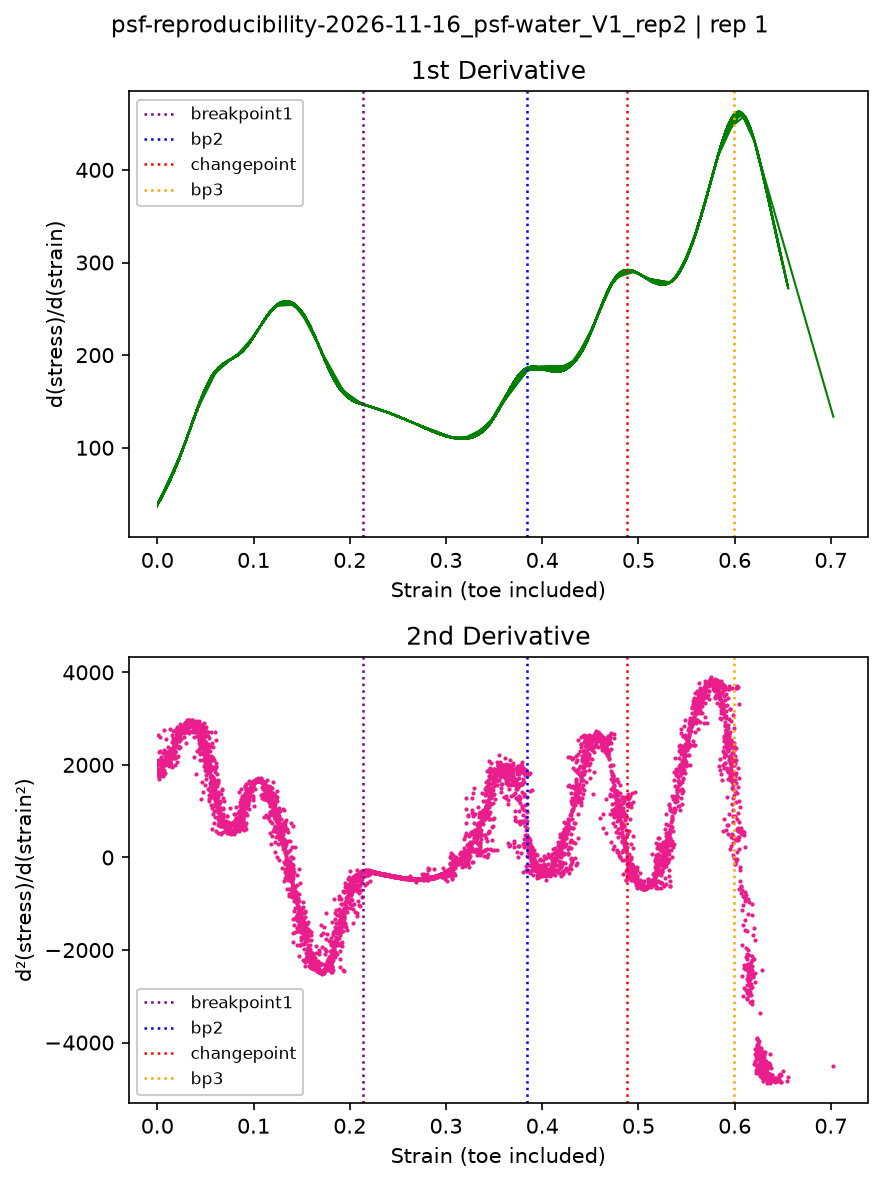 psf-reproducibility-2026-11-16_psf-water_V1_rep2 | rep 1
1st Derivative
breakpoint1
bp2
changepoint
bp3
d(stress)/d(strain)
400
300
200
100
0.0 0.1 0.2 0.3 0.4 0.5 0.6 0.7
Strain (toe included)
2nd Derivative
d²(stress)/d(strain²)
4000
2000
0
−2000
−4000
breakpoint1
bp2
changepoint
bp3
0.0 0.1 0.2 0.3 0.4 0.5 0.6 0.7
Strain (toe included)